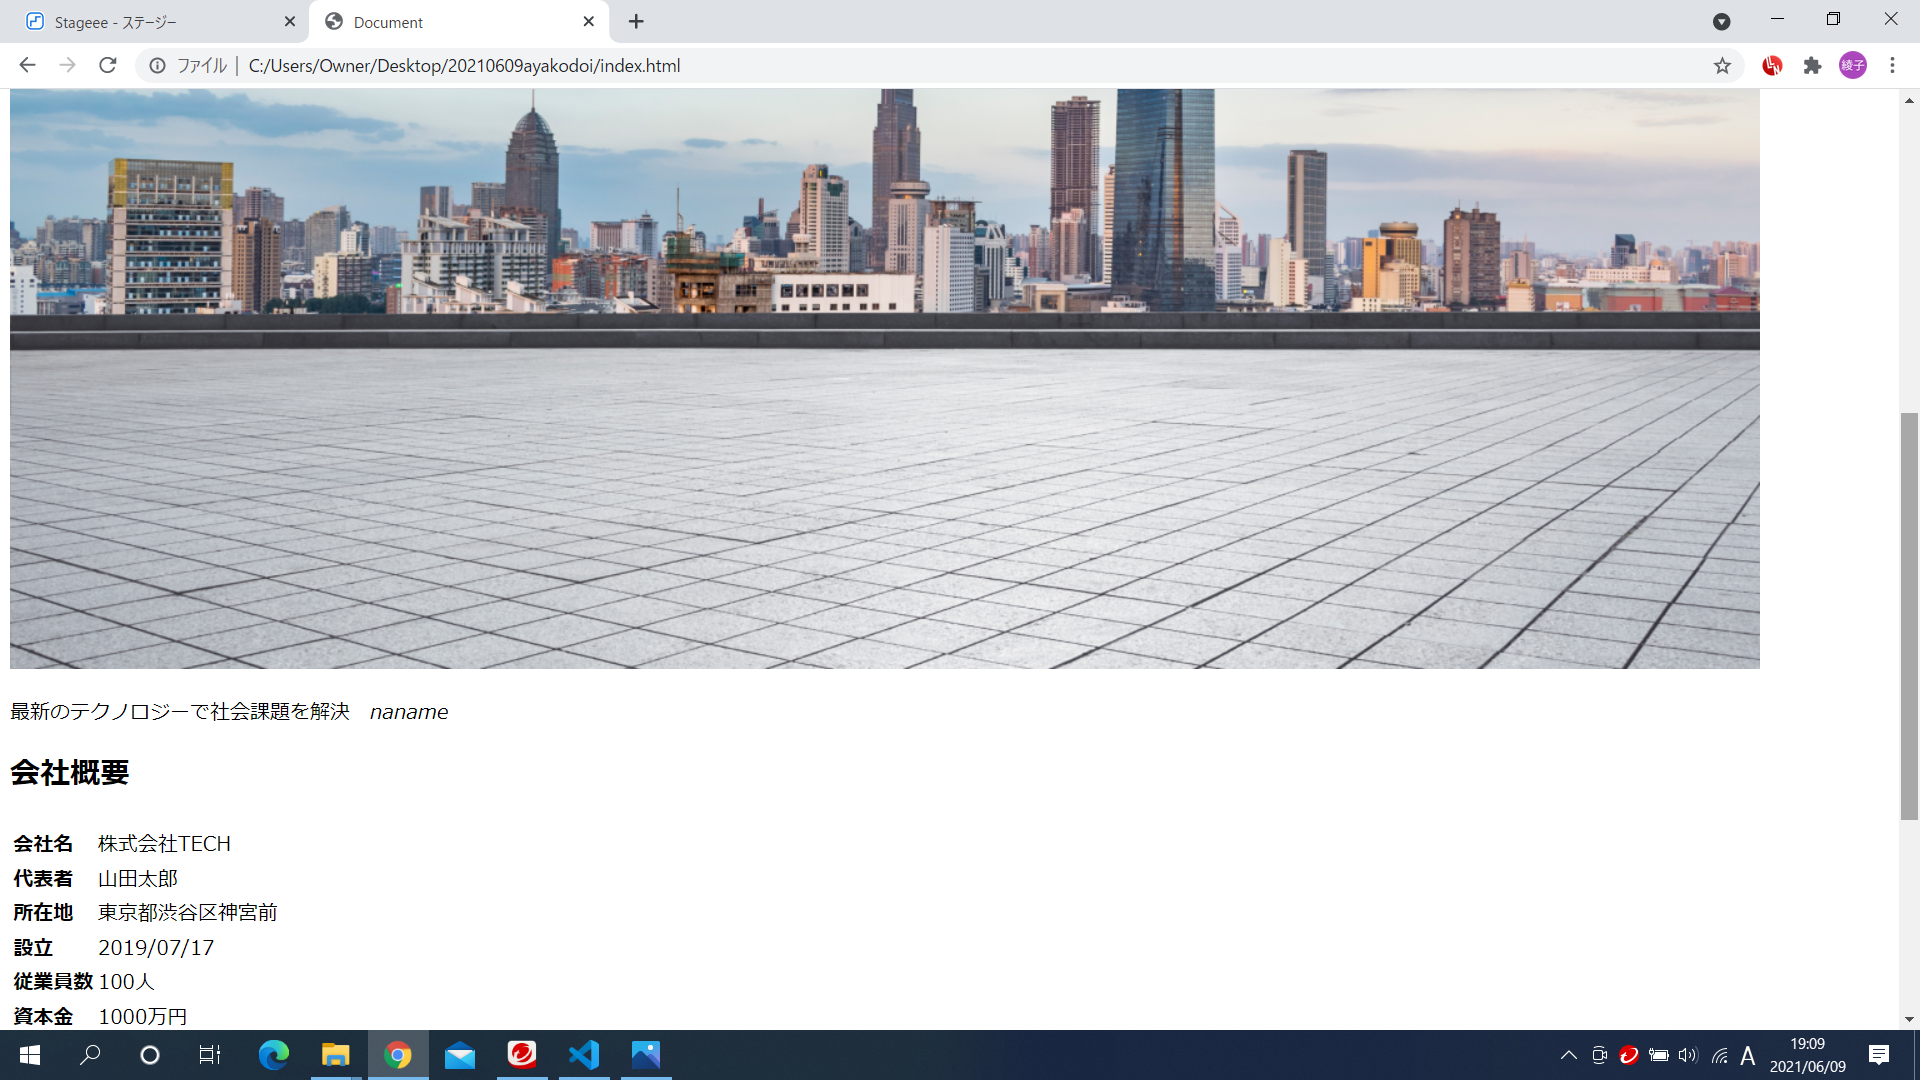 Stageee - ステージー
Document
ファイル | C:/Users/Owner/Desktop/20210609ayakodoi/index.html
綾子
最新のテクノロジーで社会課題を解決　naname
会社概要
会社名 株式会社TECH
代表者 山田太郎
所在地 東京都渋谷区神宮前
設立 2019/07/17
従業員数 100人
資本金 1000万円
A
19:09
2021/06/09